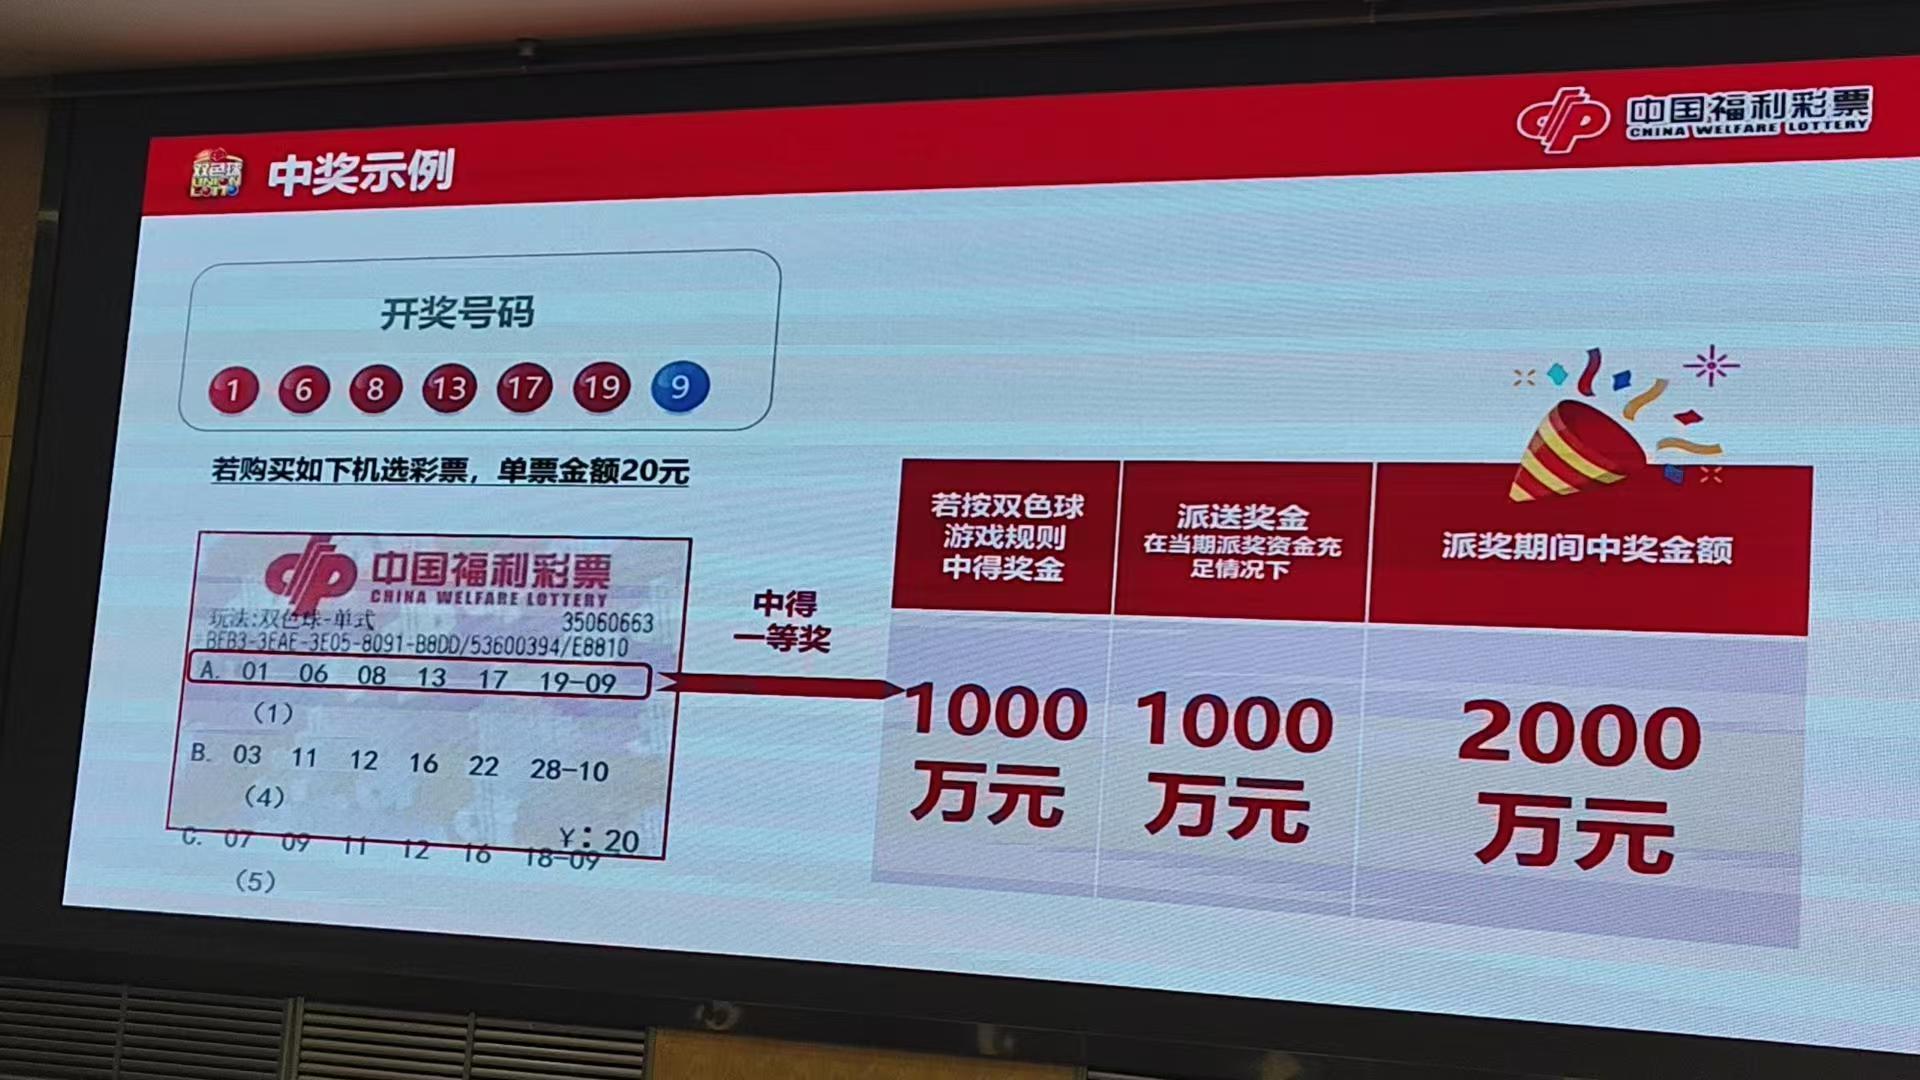 双色球
UNION
LOTTO
中奖示例
中国福利彩票
CHINA WELFARE LOTTERY
开奖号码
1 6 8 13 17 19 9
若购买如下机选彩票，单票金额20元
中国福利彩票
CHINA WELFARE LOTTERY
玩法:双色球-单式 35060663
BEB3-3EAE-3E05-8091-B8DD/53600394/E8810
A. 01 06 08 13 17 19-09
(1)
B. 03 11 12 16 22 28-10
(4)
¥：20
C. 07 09 11 12 16 18-09
(5)
中得
一等奖
若按双色球
游戏规则
中得奖金
派送奖金
在当期派奖资金充
足情况下
派奖期间中奖金额
1000
万元
1000
万元
2000
万元